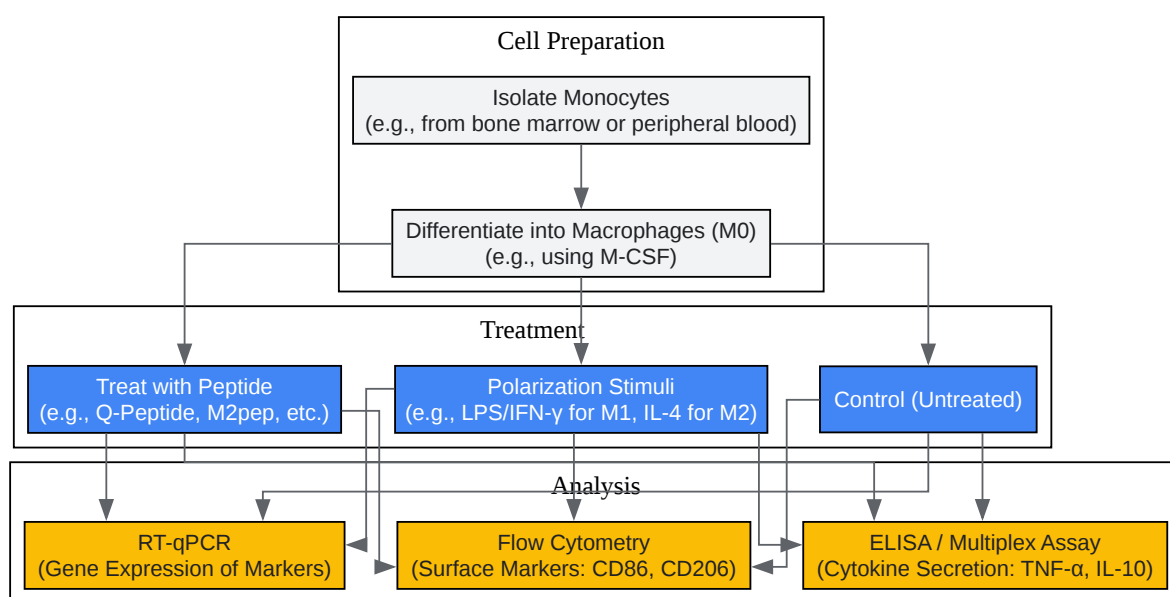 Cell Preparation
Isolate Monocytes
(e.g., from bone marrow or peripheral blood)
Differentiate into Macrophages (M0)
(e.g., using M-CSF)
Treatment
Treat with Peptide
(e.g., Q-Peptide, M2pep, etc.)
Polarization Stimuli
(e.g., LPS/IFN-γ for M1, IL-4 for M2)
Control (Untreated)
Analysis
RT-qPCR
(Gene Expression of Markers)
Flow Cytometry
(Surface Markers: CD86, CD206)
ELISA / Multiplex Assay
(Cytokine Secretion: TNF-α, IL-10)